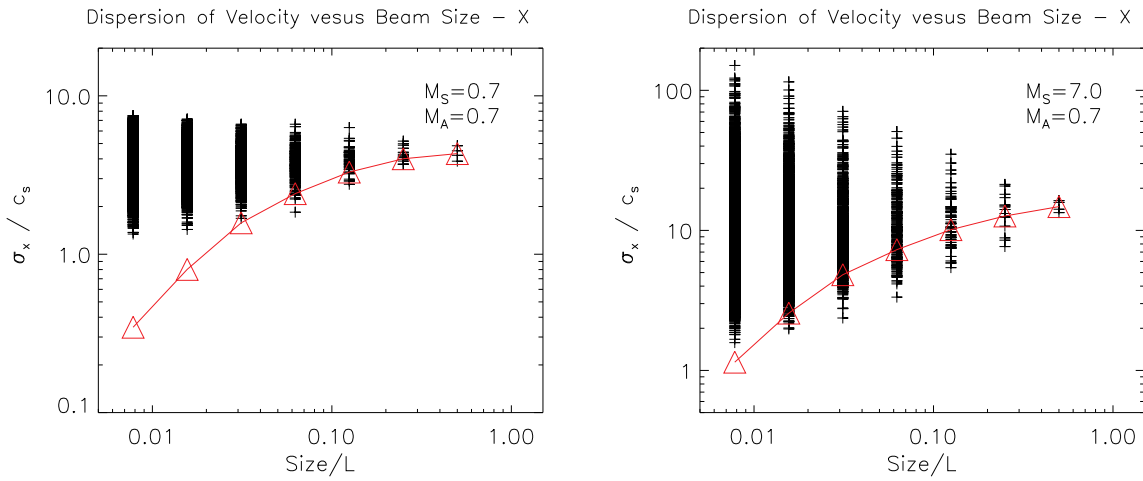 Dispersion of Velocity versus Beam Size – X
10.0
1.0
0.1
σx / cs
MS=0.7
MA=0.7
0.01
0.10
1.00
Size/L
Dispersion of Velocity versus Beam Size – X
100
10
1
σx / cs
MS=7.0
MA=0.7
0.01
0.10
1.00
Size/L